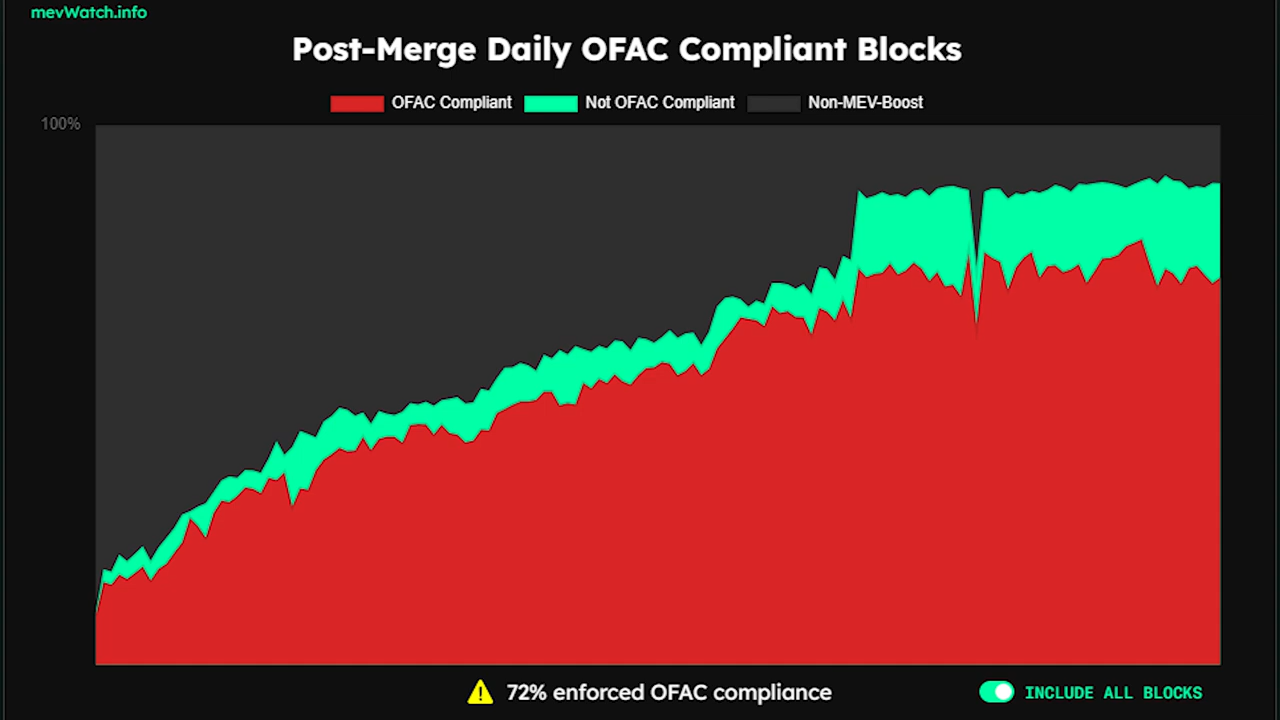 mevWatch.info
Post-Merge Daily OFAC Compliant Blocks
OFAC Compliant Not OFAC Compliant Non-MEV-Boost
100%
72% enforced OFAC compliance
INCLUDE ALL BLOCKS